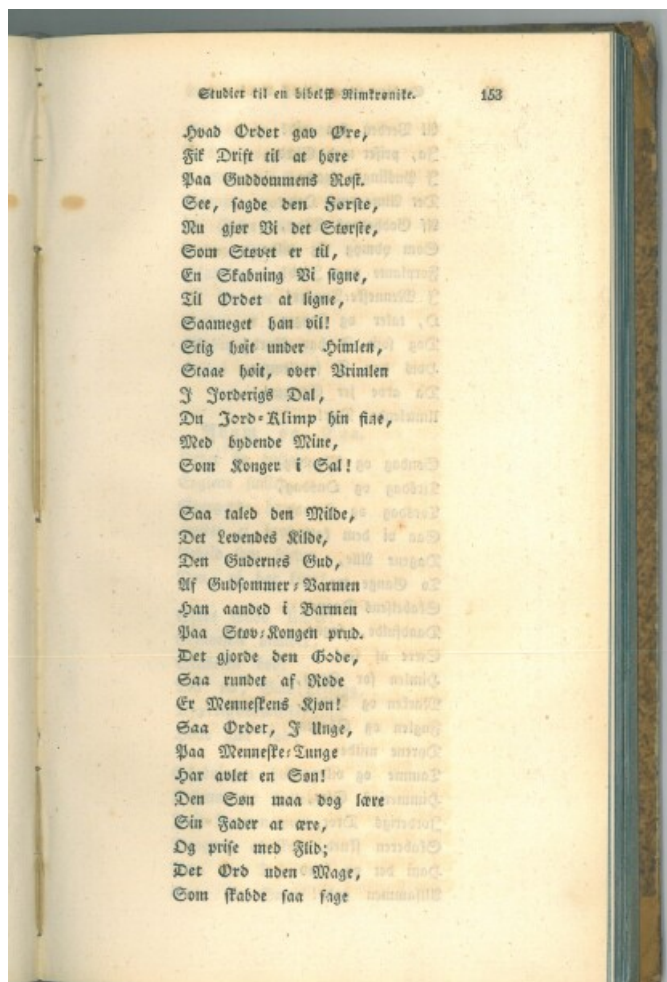 Studier til en bibelsk Rimkrønike. 153
Hvad Ordet gav Øre,
Fik Drift til at høre
Paa Guddommens Røst.
See, sagde den Første,
Nu gjør Vi det Største,
Som Støvet er til,
En Skabning Vi signe,
Til Ordet at ligne,
Saameget han vil!
Stig høit under Himlen,
Staae høit, over Vrimlen
I Jorderigs Dal,
Du Jord-Klimp hin fine,
Med bydende Mine,
Som Konger i Sal!
Saa taled den Milde,
Det Levendes Kilde,
Den Gudernes Gud,
Af Gudsommer-Varmen
Han aanded i Barmen
Paa Støv-Kongen prud.
Det gjorde den Gode,
Saa rundet af Rode
Er Menneskens Kjøn!
Saa Ordet, I Unge,
Paa Menneske-Tunge
Har avlet en Søn!
Den Søn maa dog lære
Sin Fader at ære,
Og prise med Flid;
Det Ord uden Mage,
Som skabde saa fage